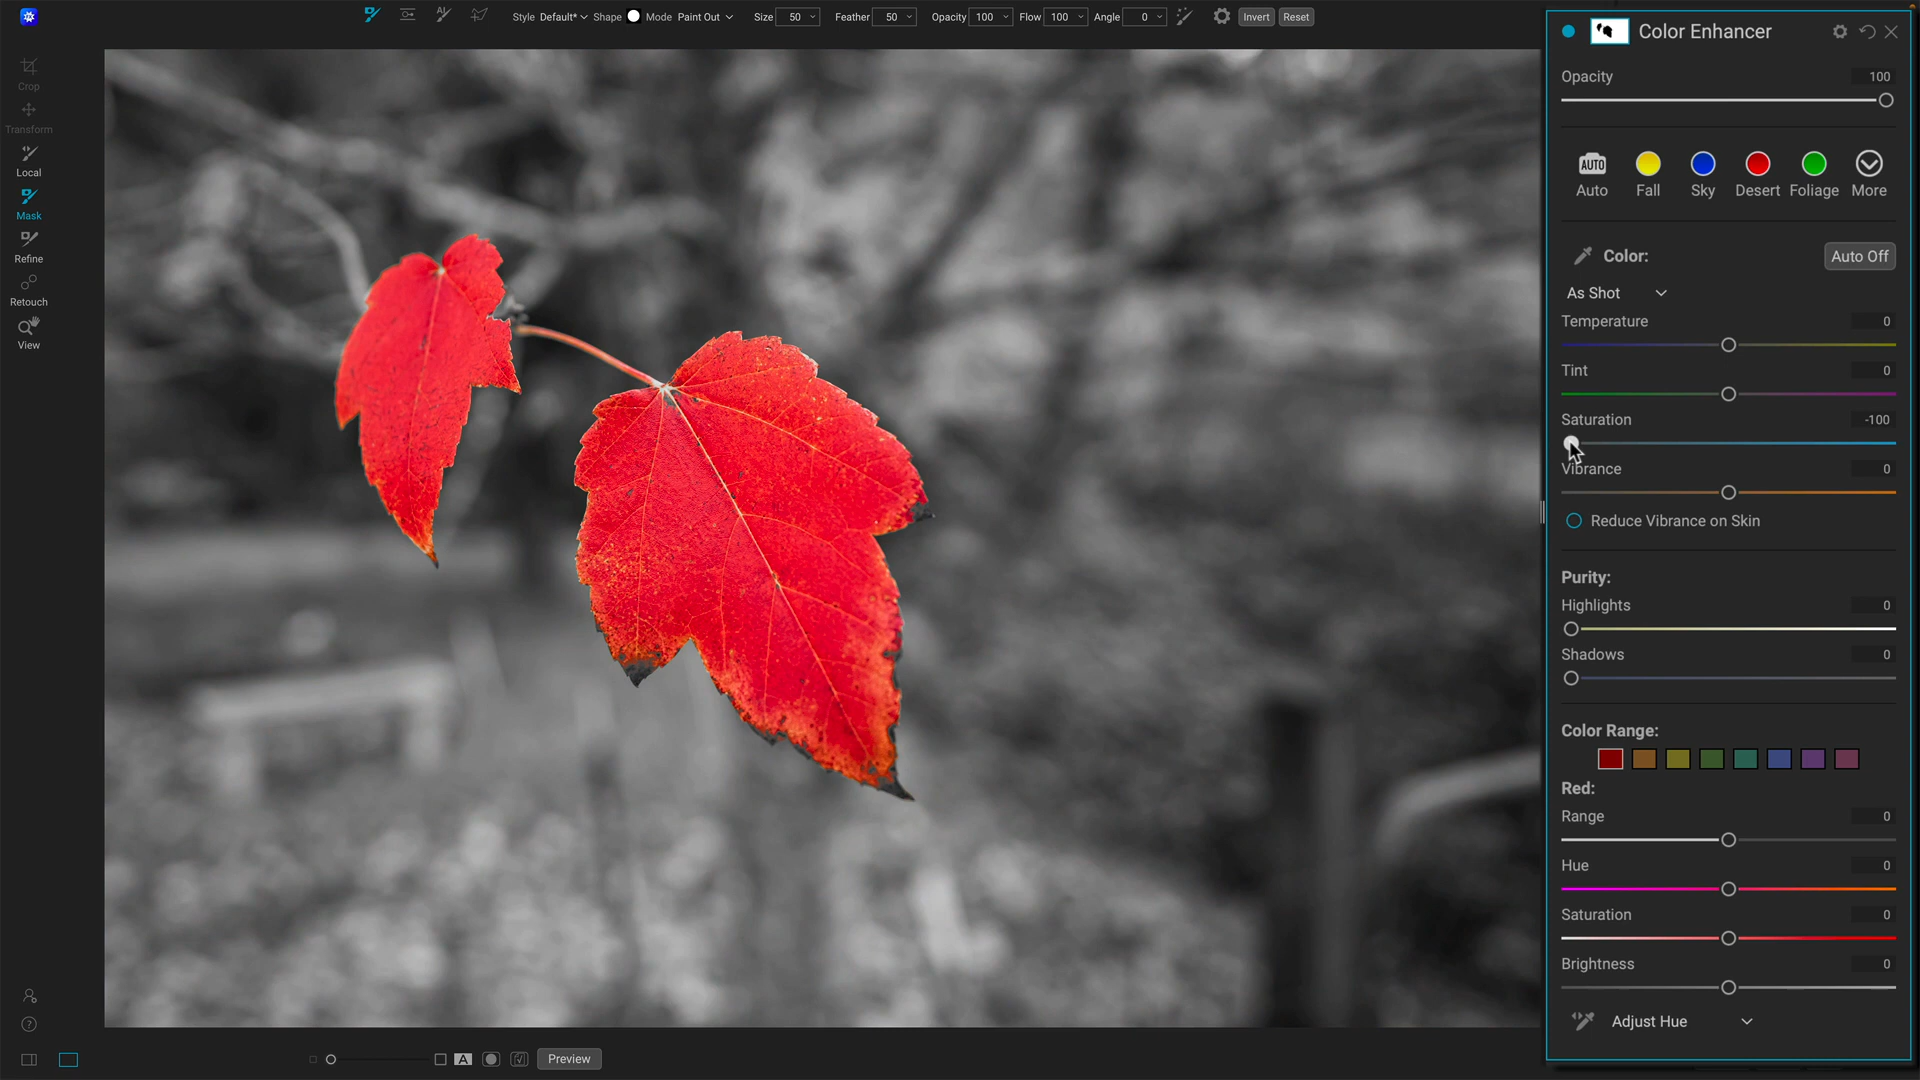 Style Default* Shape Mode Paint Out Size 50 Feather 50 Opacity 100 Flow 100 Angle 0 Invert Reset
Crop
Transform
Local
Mask
Refine
Retouch
View
A
Preview
Color Enhancer
Opacity 100
AUTO
Auto Fall Sky Desert Foliage More
Color: Auto Off
As Shot
Temperature 0
Tint 0
Saturation -100
Vibrance 0
Reduce Vibrance on Skin
Purity:
Highlights 0
Shadows 0
Color Range:
Red:
Range 0
Hue 0
Saturation 0
Brightness 0
Adjust Hue